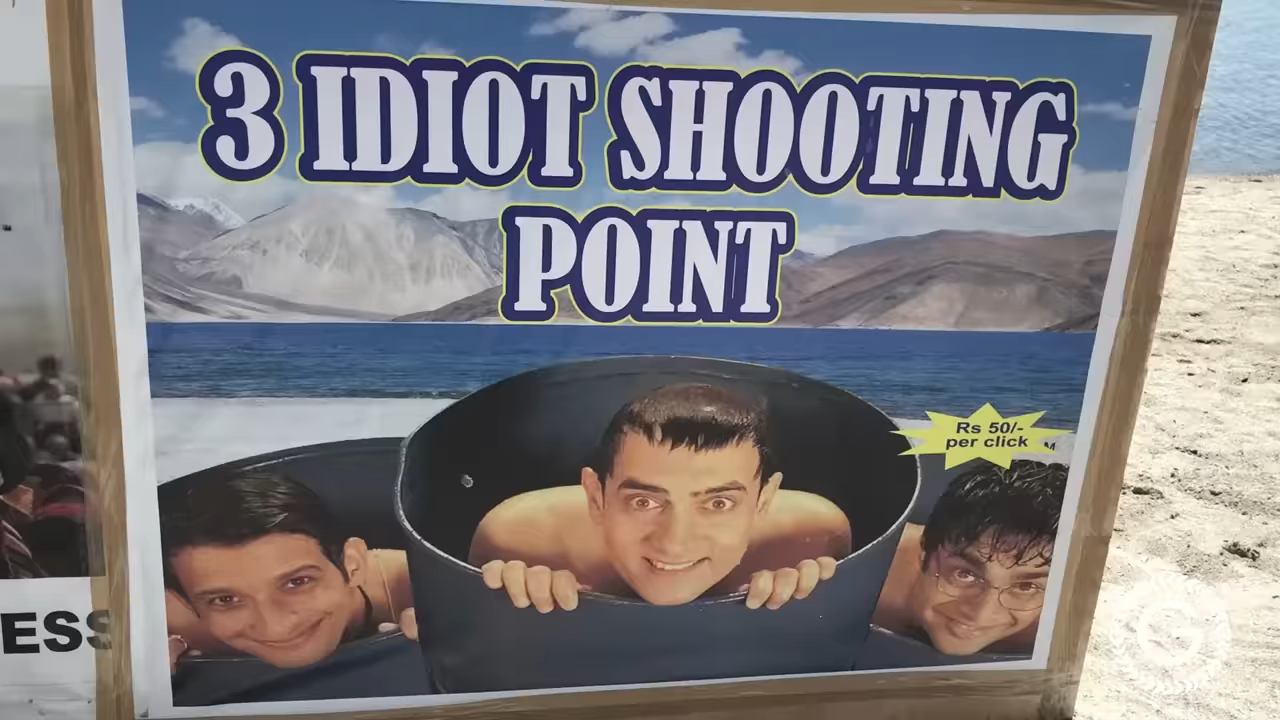 3 IDIOT SHOOTING
POINT
Rs 50/-
per click
ESS
G